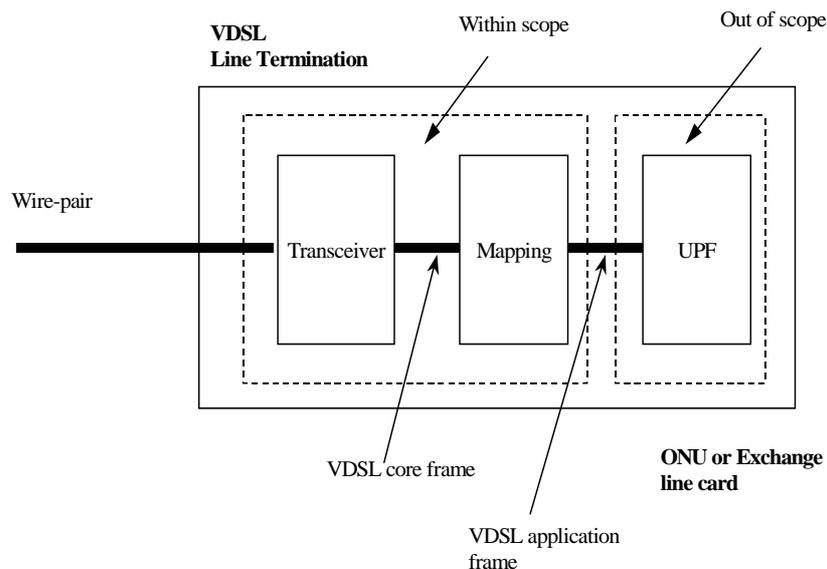 VDSL
Line Termination
Within scope
Out of scope
Wire-pair
Transceiver
Mapping
UPF
VDSL core frame
ONU or Exchange
line card
VDSL application
frame